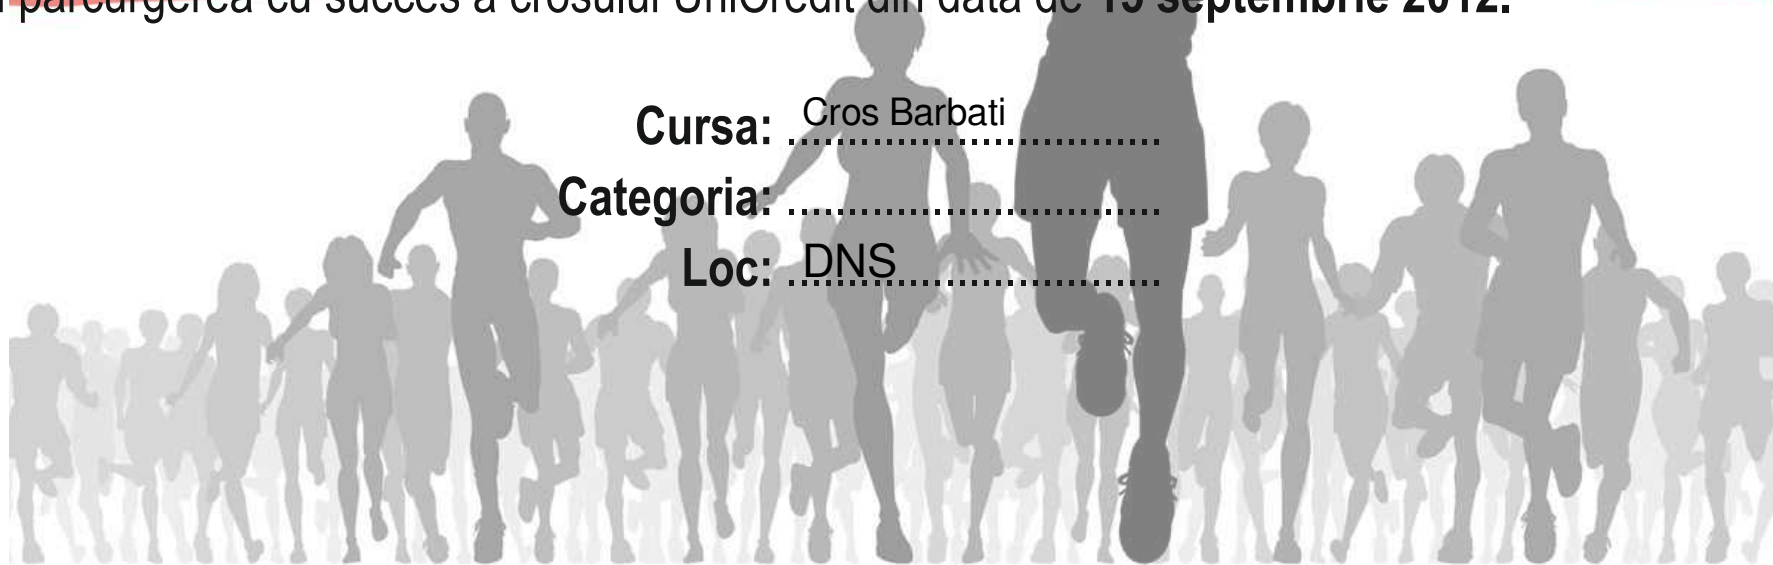 parcurgerea cu succes a crosului UniCredit din data de 15 septembrie 2012.
Cursa: Cros Barbati
Categoria: ..............................
Loc: DNS